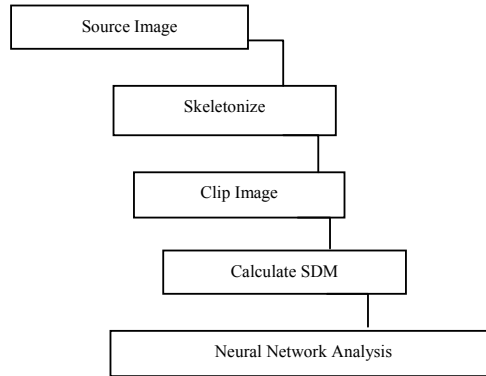 Source Image
Skeletonize
Clip Image
Calculate SDM
Neural Network Analysis